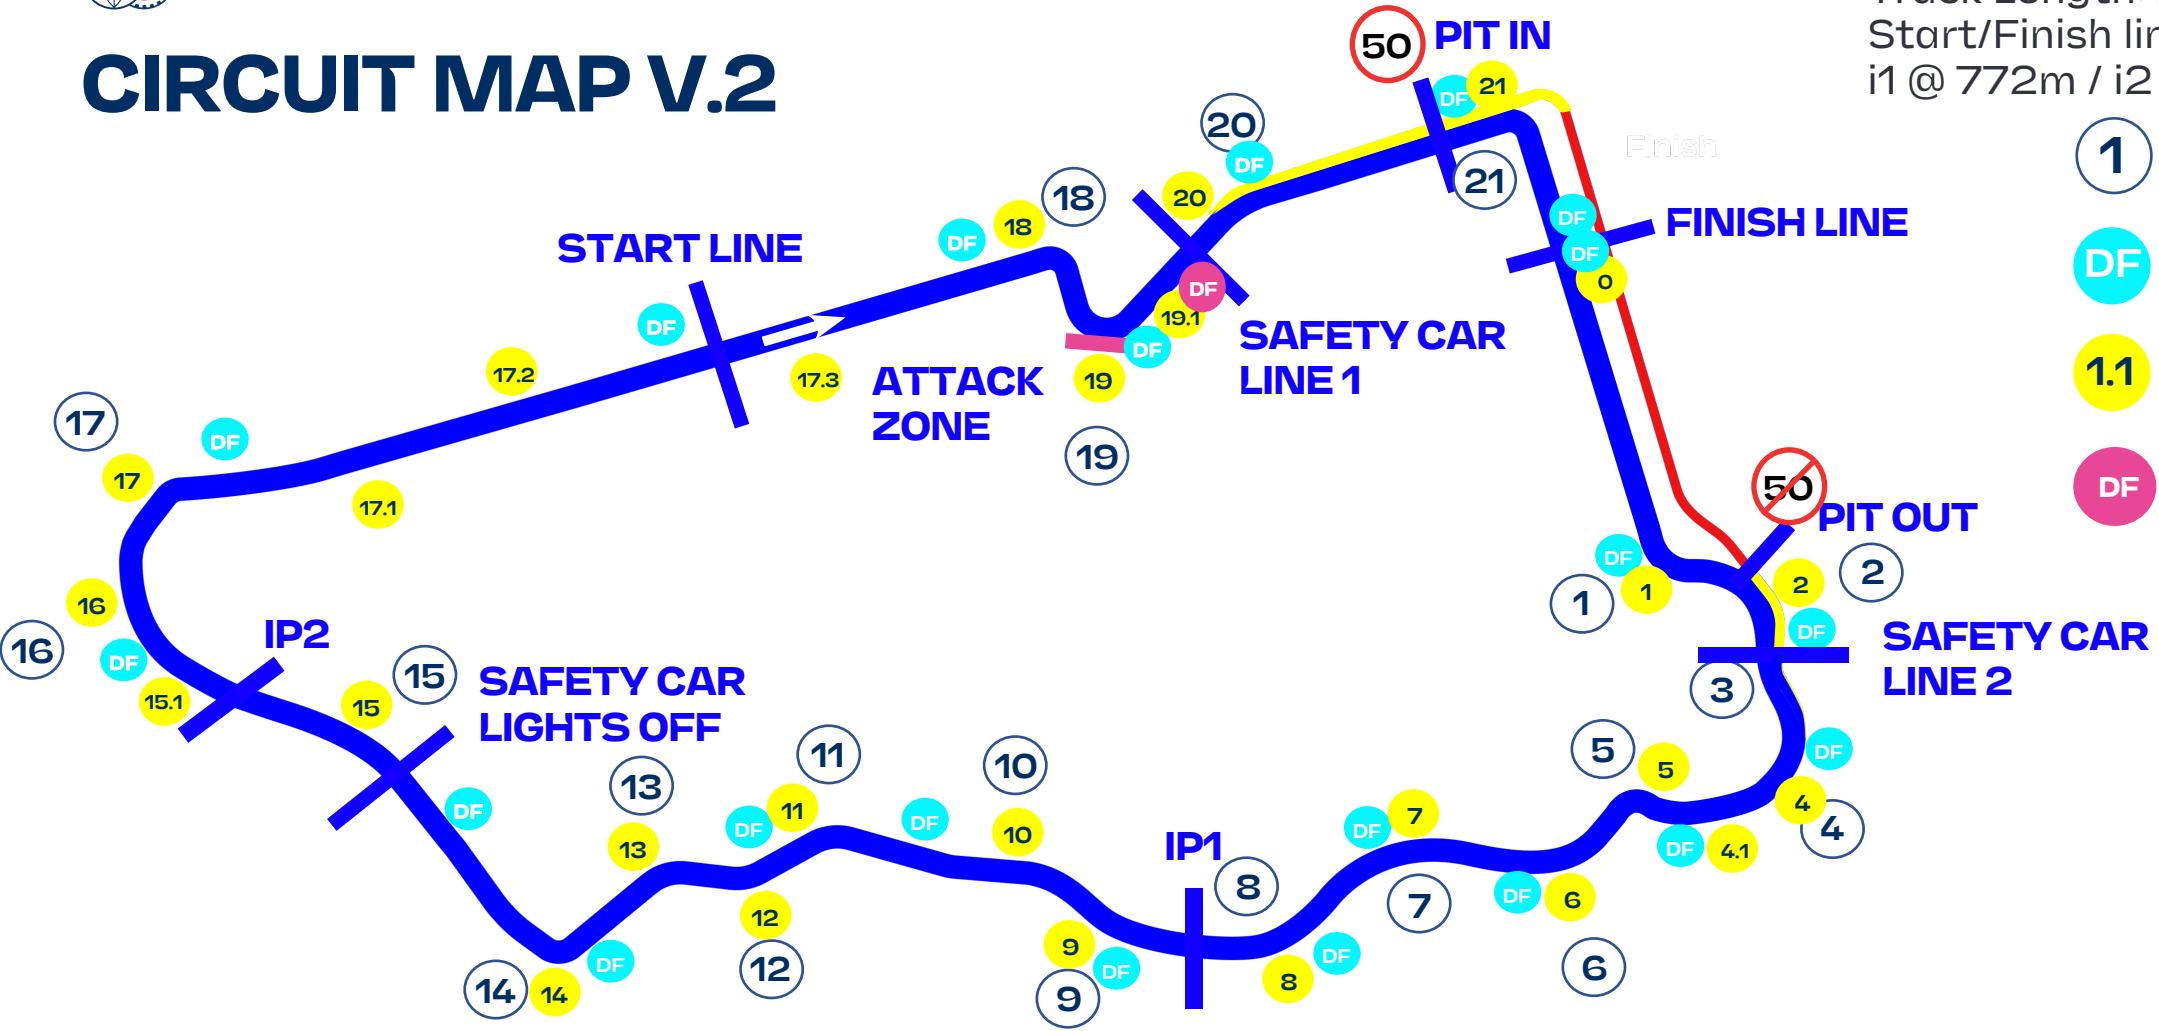 CIRCUIT MAP V.2
Track Length
Start/Finish lin
i1 @ 772m / i2
1
DF
1.1
DF
50
PIT IN
DF
21
21
Finish
20
DF
20
18
18
DF
START LINE
DF
DF
DF
0
FINISH LINE
DF
19.1
DF
19
19
SAFETY CAR
LINE 1
ATTACK
ZONE
17.3
17.2
17
DF
17
17.1
50
PIT OUT
DF
1
1
2
2
DF
SAFETY CAR
LINE 2
3
16
16
DF
15.1
IP2
15
15
SAFETY CAR
LIGHTS OFF
DF
13
13
DF
11
11
DF
10
10
IP1
8
DF
7
7
5
5
DF
4
4
DF
4.1
DF
6
6
12
12
14
14
DF
9
9
DF
8
DF